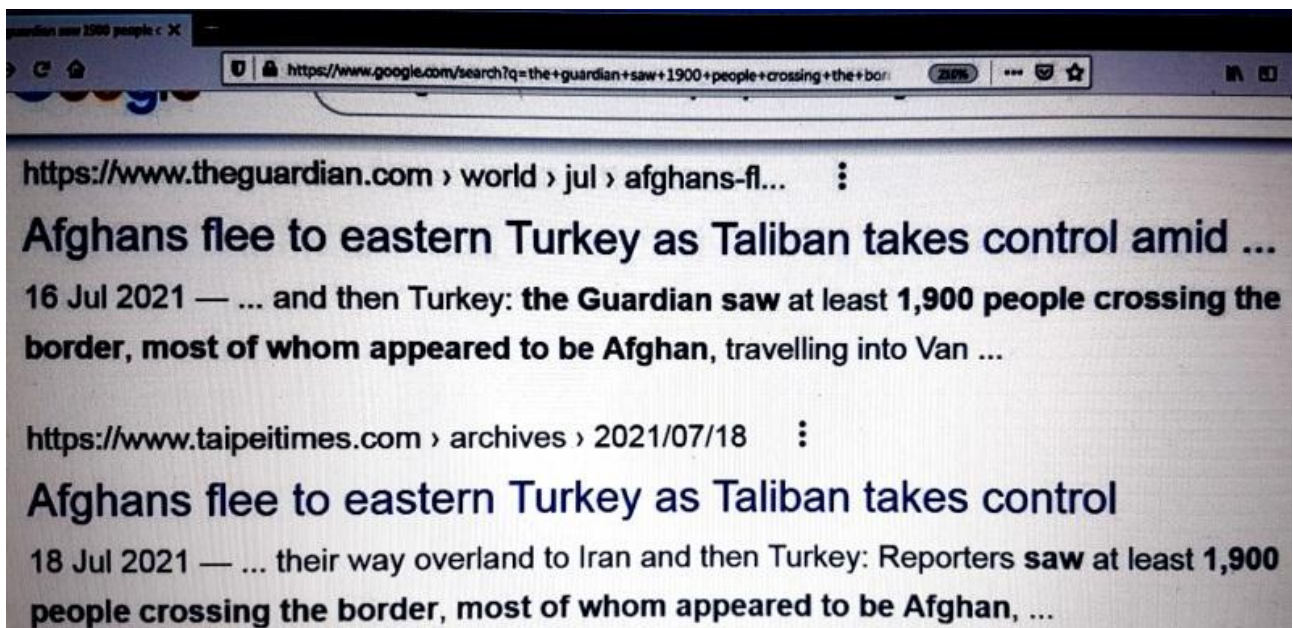 guardian saw 1900 people c X
https://www.google.com/search?q=the+guardian+saw+1900+people+crossing+the+bor
210%
https://www.theguardian.com › world › jul › afghans-fl...
Afghans flee to eastern Turkey as Taliban takes control amid ...
16 Jul 2021 — ... and then Turkey: the Guardian saw at least 1,900 people crossing the
border, most of whom appeared to be Afghan, travelling into Van ...
https://www.taipeitimes.com › archives › 2021/07/18
Afghans flee to eastern Turkey as Taliban takes control
18 Jul 2021 — ... their way overland to Iran and then Turkey: Reporters saw at least 1,900
people crossing the border, most of whom appeared to be Afghan, ...